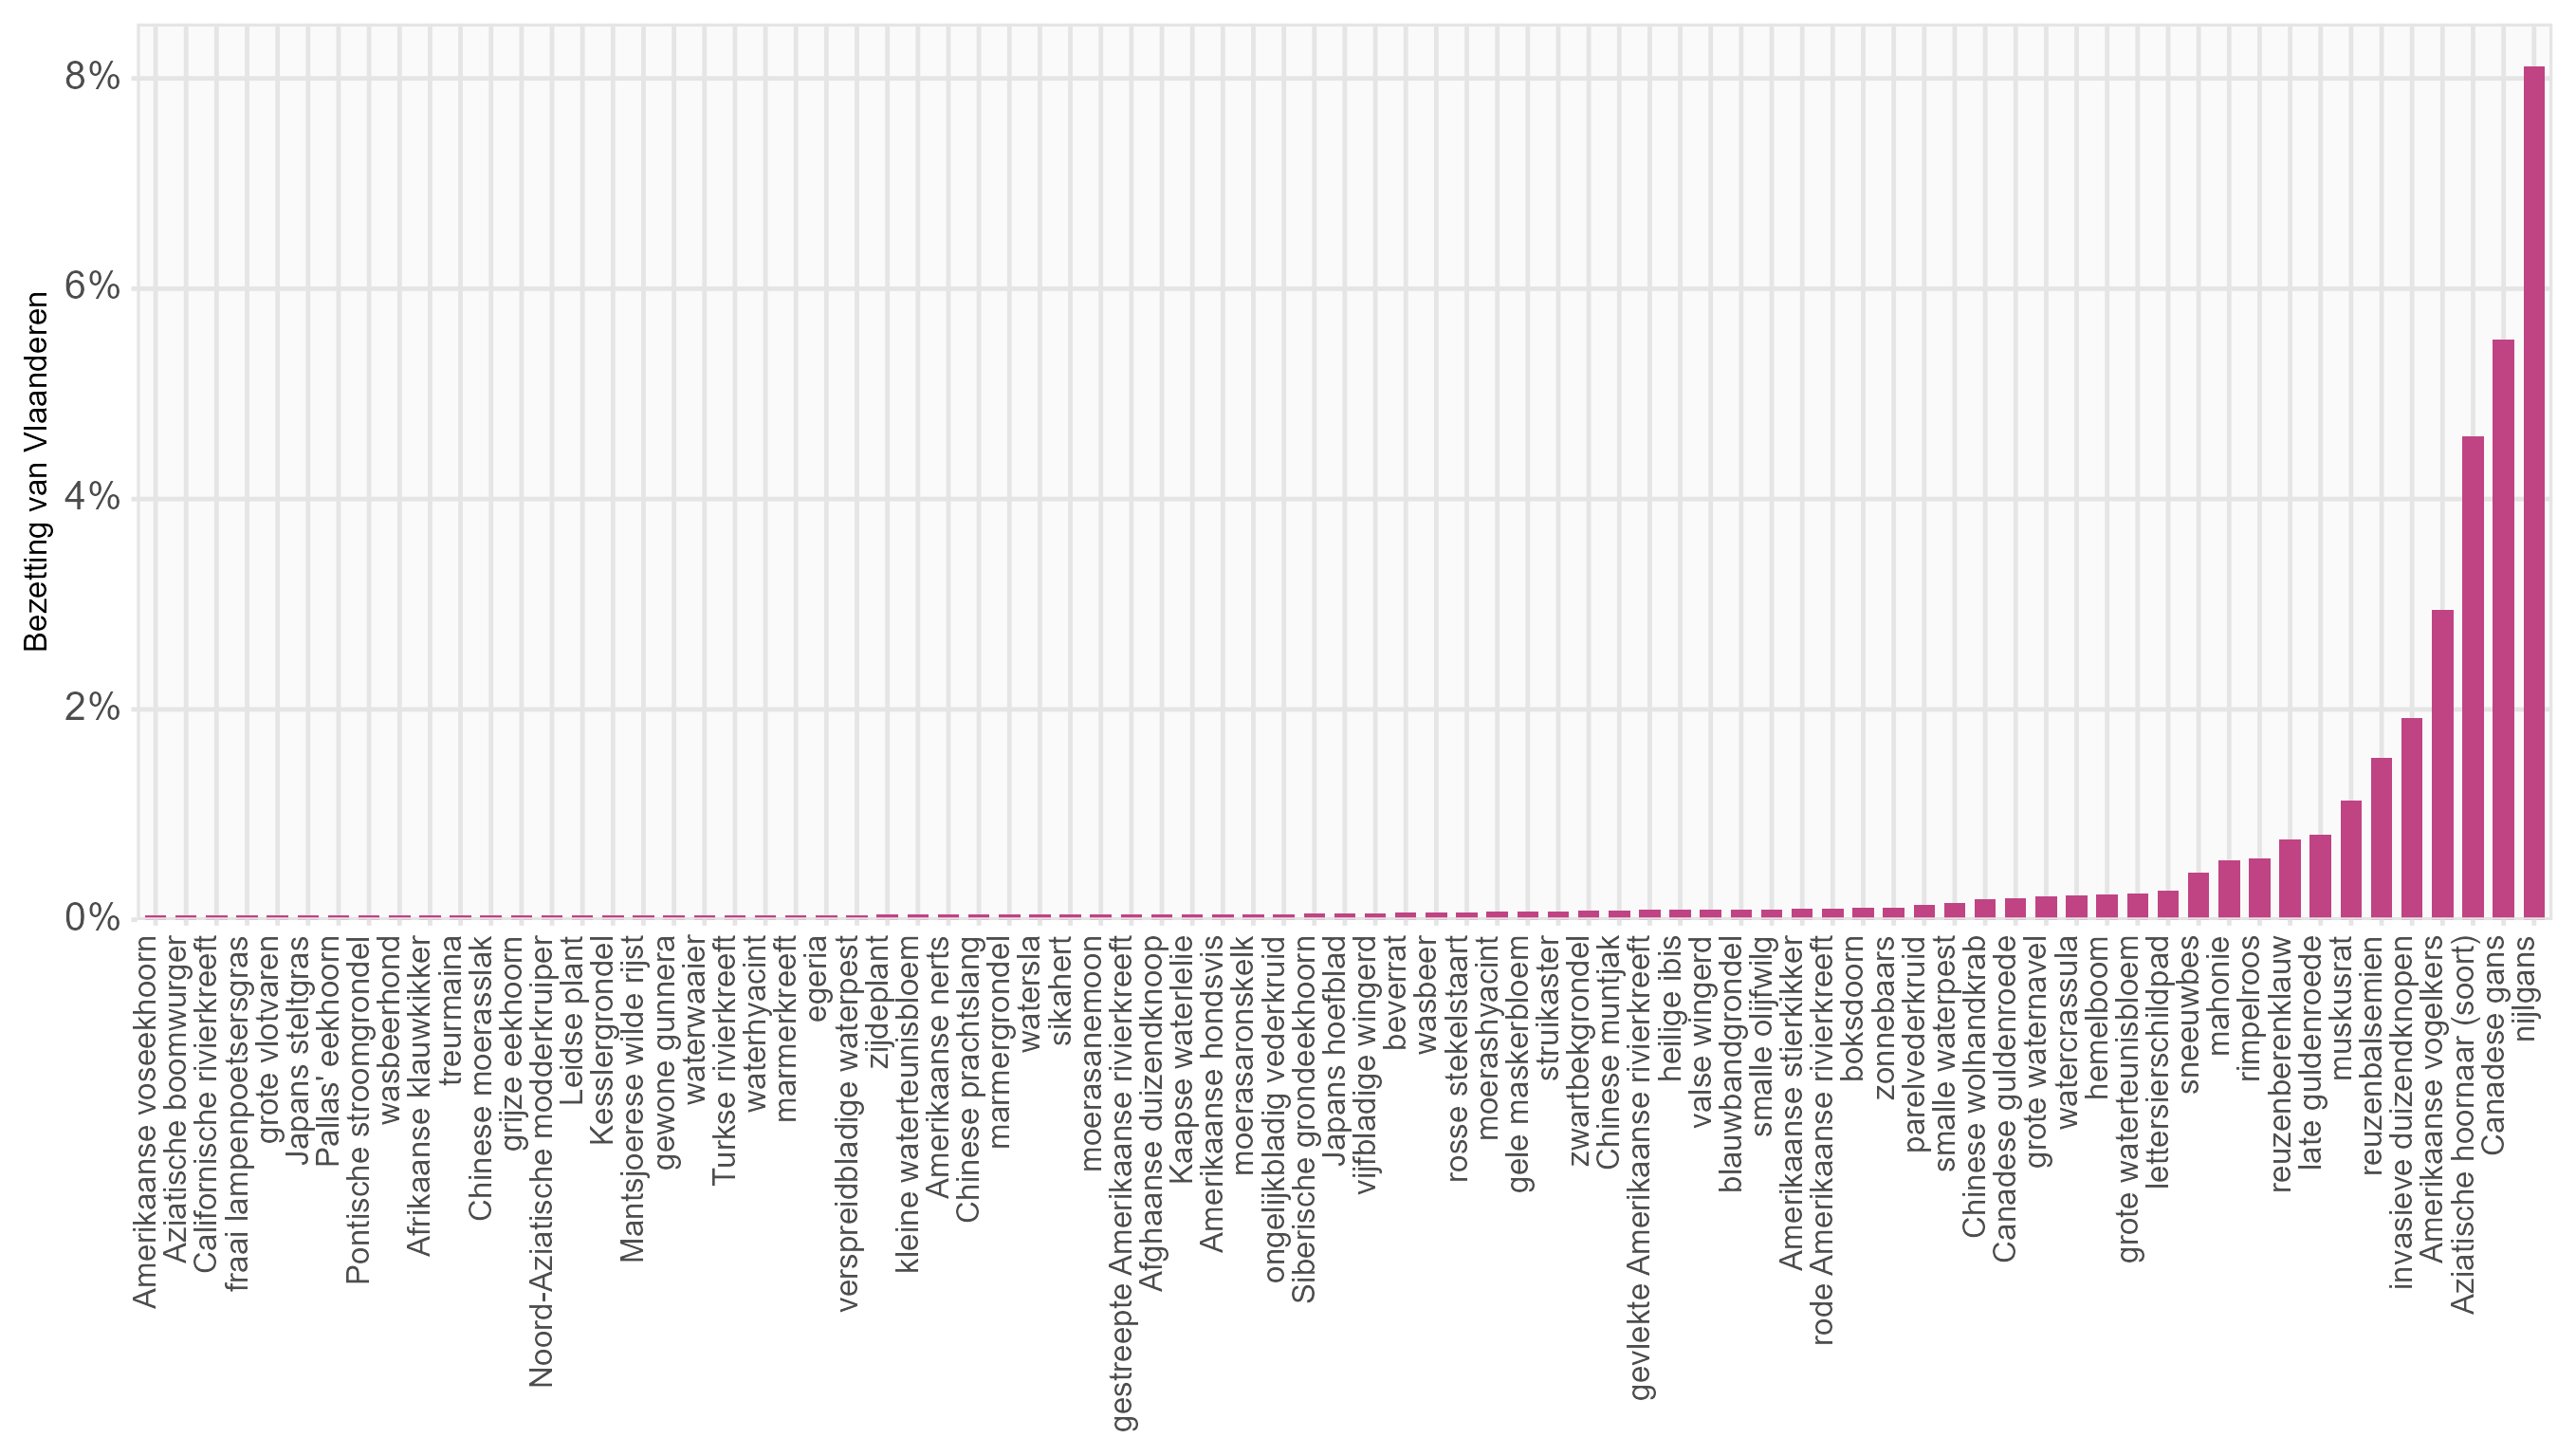 8%
6%
4%
2%
0%
Bezetting van Vlaanderen
Amerikaanse voseekhoorn
Aziatische boomwurger
Californische rivierkreeft
fraai lampenpoetsersgras
grote vlotvaren
Japans steltgras
Pallas' eekhoorn
Pontische stroomgrondel
wasbeerhond
Afrikaanse klauwkikker
treurmaina
Chinese moerasslak
grijze eekhoorn
Noord-Aziatische modderkruiper
Leidse plant
Kesslergrondel
Mantsjoerese wilde rijst
gewone gunnera
waterwaaier
Turkse rivierkreeft
waterhyacint
marmerkreeft
egeria
verspreidbladige waterpest
zijdeplant
kleine waterteunisbloem
Amerikaanse nerts
Chinese prachtslang
marmergrondel
watersla
sikahert
moerasanemoon
gestreepte Amerikaanse rivierkreeft
Afghaanse duizendknoop
Kaapse waterlelie
Amerikaanse hondsvis
moerasaronskelk
ongelijkbladig vederkruid
Siberische grondeekhoorn
Japans hoefblad
vijfbladige wingerd
beverrat
wasbeer
rosse stekelstaart
moerashyacint
gele maskerbloem
struikaster
zwartbekgrondel
Chinese muntjak
gevlekte Amerikaanse rivierkreeft
heilige ibis
valse wingerd
blauwbandgrondel
smalle olijfwilg
Amerikaanse stierkikker
rode Amerikaanse rivierkreeft
boksdoorn
zonnebaars
parelvederkruid
smalle waterpest
Chinese wolhandkrab
Canadese guldenroede
grote waternavel
watercrassula
hemelboom
grote waterteunisbloem
lettersierschildpad
sneeuwbes
mahonie
rimpelroos
reuzenberenklauw
late guldenroede
muskusrat
reuzenbalsemien
invasieve duizendknopen
Amerikaanse vogelkers
Aziatische hoornaar (soort)
Canadese gans
nijlgans